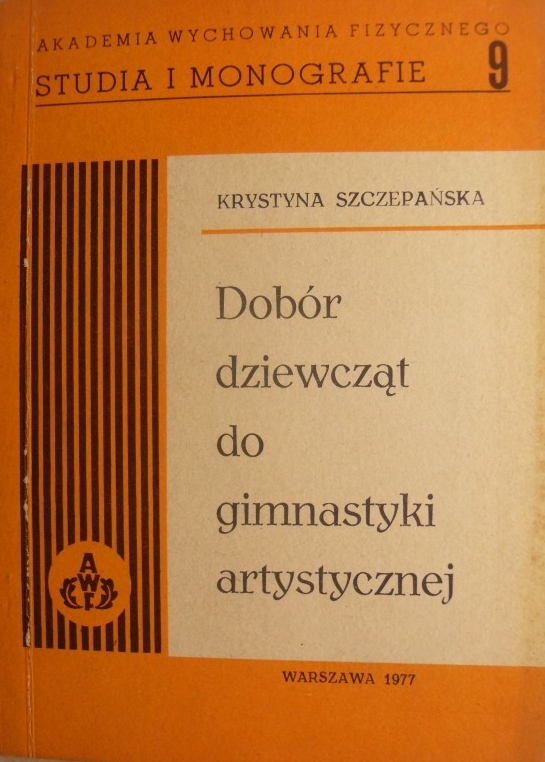 AKADEMIA WYCHOWANIA FIZYCZNEGO
STUDIA I MONOGRAFIE 9
KRYSTYNA SZCZEPAŃSKA
Dobór
dziewcząt
do
gimnastyki
artystycznej
AWF
WARSZAWA 1977